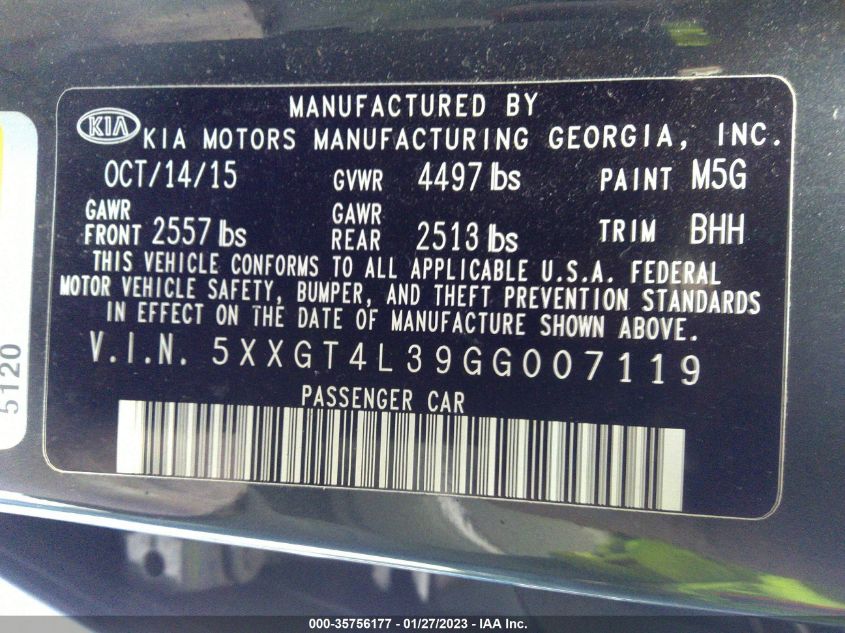 MANUFACTURED BY
KIA KIA MOTORS MANUFACTURING GEORGIA, INC.
OCT/14/15 GVWR 4497 lbs PAINT M5G
GAWR FRONT 2557 lbs GAWR REAR 2513 lbs TRIM BHH
THIS VEHICLE CONFORMS TO ALL APPLICABLE U.S.A. FEDERAL
MOTOR VEHICLE SAFETY, BUMPER, AND THEFT PREVENTION STANDARDS
IN EFFECT ON THE DATE OF MANUFACTURE SHOWN ABOVE.
V.I.N. 5XXGT4L39GG007119
PASSENGER CAR
5120
000-35756177 - 01/27/2023 - IAA Inc.